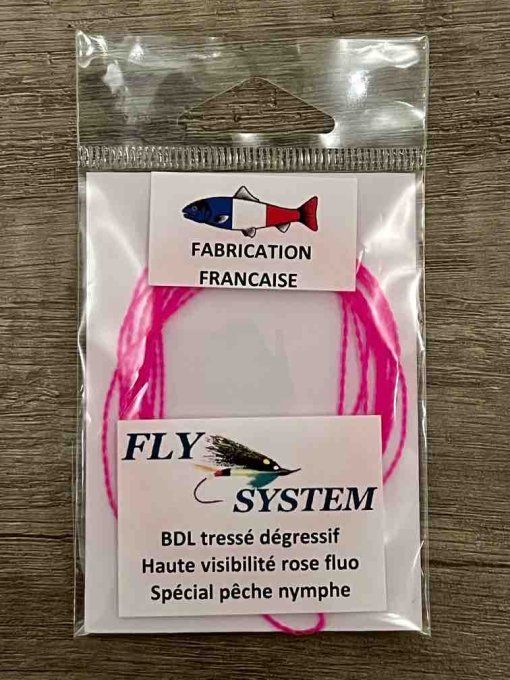 FABRICATION
FRANCAISE
FLY
SYSTEM
BDL tressé dégressif
Haute visibilité rose fluo
Spécial pêche nymphe